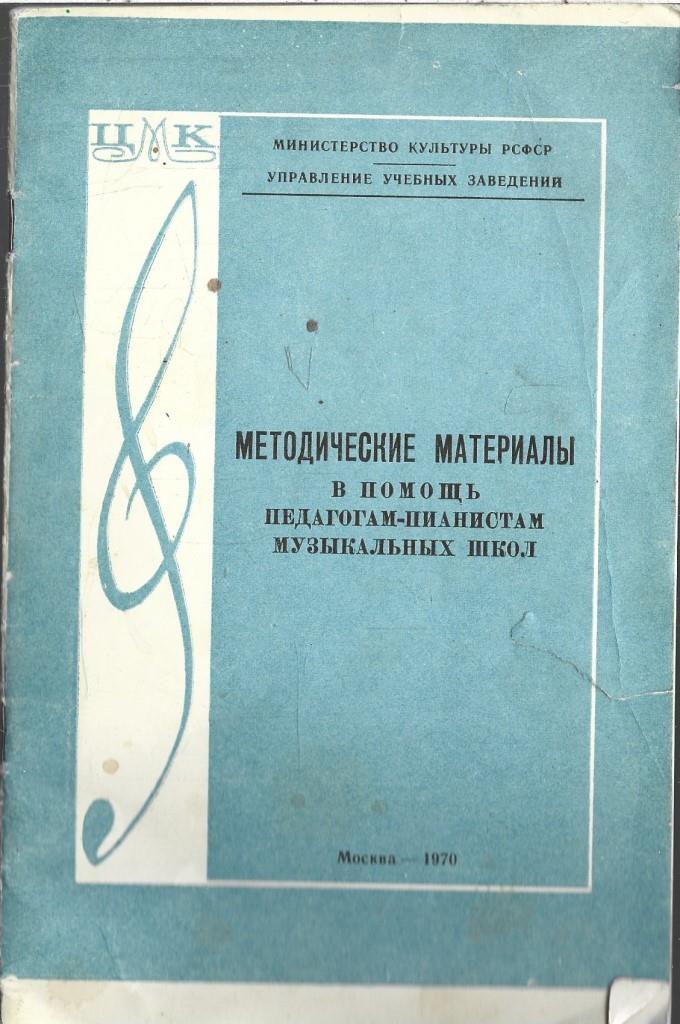 ЦМК
МИНИСТЕРСТВО КУЛЬТУРЫ РСФСР
УПРАВЛЕНИЕ УЧЕБНЫХ ЗАВЕДЕНИЙ
МЕТОДИЧЕСКИЕ МАТЕРИАЛЫ
В ПОМОЩЬ
ПЕДАГОГАМ-ПИАНИСТАМ
МУЗЫКАЛЬНЫХ ШКОЛ
Москва — 1970